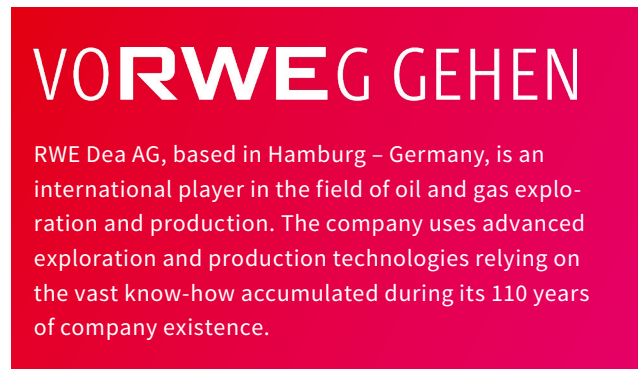 VORWEG GEHEN
RWE Dea AG, based in Hamburg – Germany, is an
international player in the field of oil and gas explo-
ration and production. The company uses advanced
exploration and production technologies relying on
the vast know-how accumulated during its 110 years
of company existence.